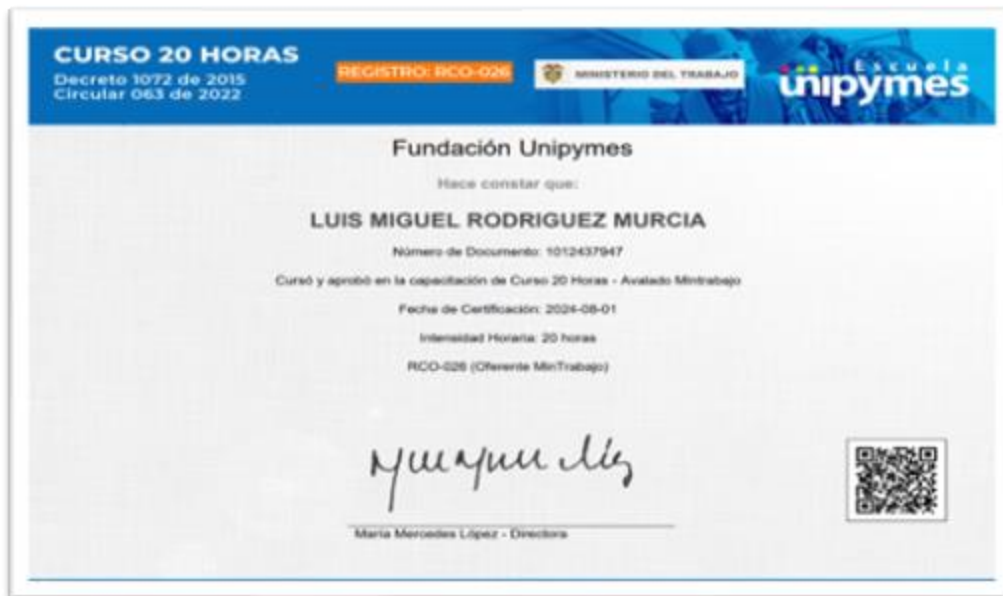 CURSO 20 HORAS
Decreto 1072 de 2015
Circular 063 de 2022
REGISTRO: RCO-026
MINISTERIO DEL TRABAJO
Escuela
unipymes
Fundación Unipymes
Hace constar que:
LUIS MIGUEL RODRIGUEZ MURCIA
Número de Documento: 1012437947
Cursó y aprobó en la capacitación de Curso 20 Horas - Avalado Mintrabajo
Fecha de Certificación: 2024-08-01
Intensidad Horaria: 20 horas
RCO-026 (Oferente MinTrabajo)
María Mercedes López - Directora